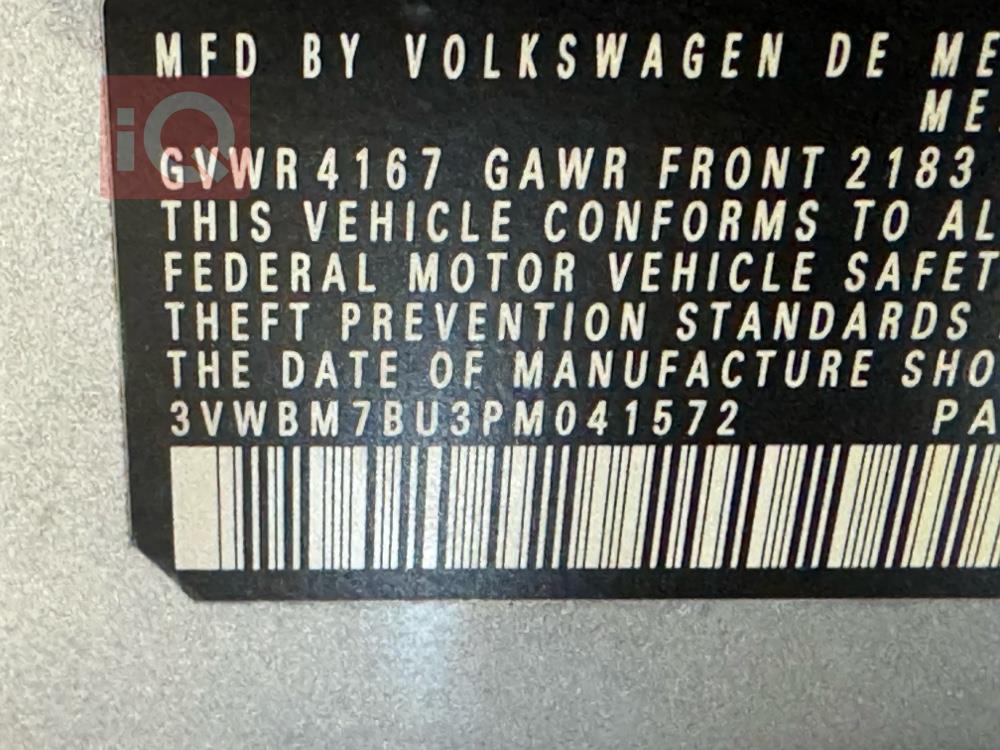 MFD BY VOLKSWAGEN DE ME
ME
iQ
GVWR 4167 GAWR FRONT 2183
THIS VEHICLE CONFORMS TO AL
FEDERAL MOTOR VEHICLE SAFET
THEFT PREVENTION STANDARDS
THE DATE OF MANUFACTURE SHO
3VWBM7BU3PM041572 PA